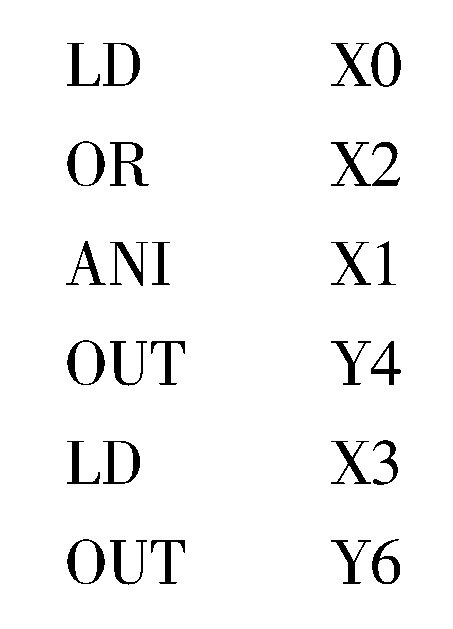 LD X0
OR X2
ANI X1
OUT Y4
LD X3
OUT Y6